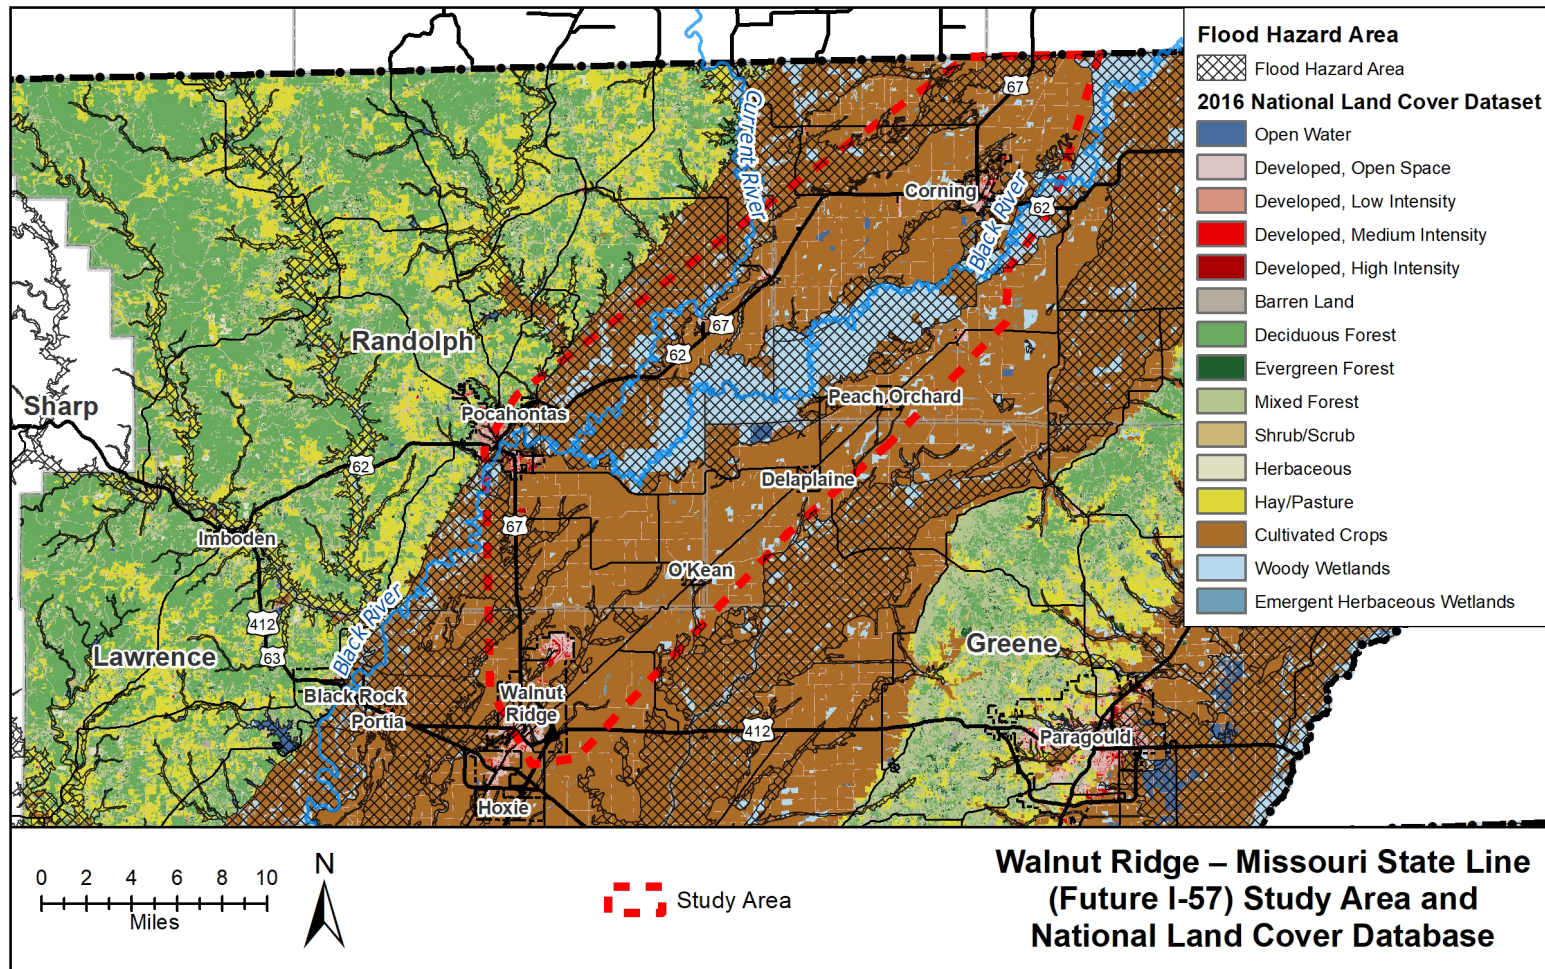 Flood Hazard Area
Flood Hazard Area
2016 National Land Cover Dataset
Open Water
Developed, Open Space
Developed, Low Intensity
Developed, Medium Intensity
Developed, High Intensity
Barren Land
Deciduous Forest
Evergreen Forest
Mixed Forest
Shrub/Scrub
Herbaceous
Hay/Pasture
Cultivated Crops
Woody Wetlands
Emergent Herbaceous Wetlands
67
Current River
Corning
62
Back River
Randolph
67
62
Sharp
Pocahontas
Peach Orchard
62
Delaplaine
67
Imboden
O'Kean
412
63
Black River
Lawrence
Greene
Black Rock
Portia
Walnut
Ridge
412
Paragould
Hoxie
0 2 4 6 8 10
Miles
N
Study Area
Walnut Ridge – Missouri State Line
(Future I-57) Study Area and
National Land Cover Database